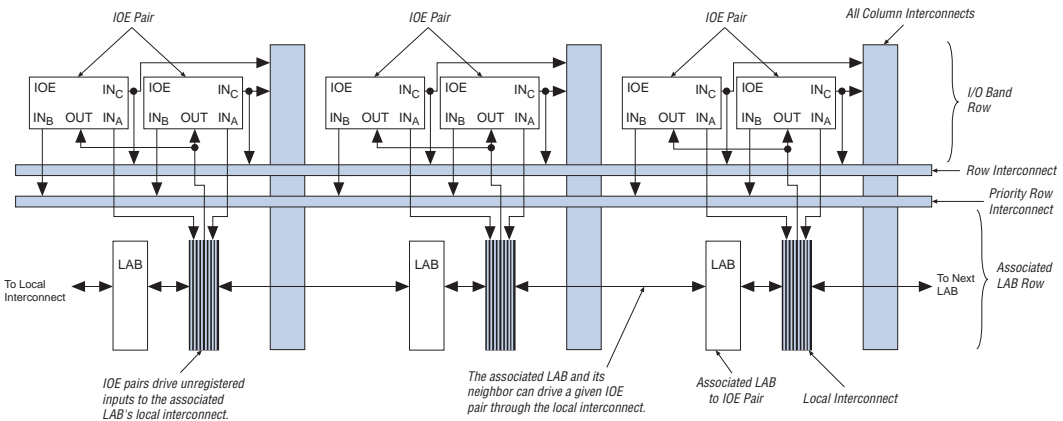 IOE Pair
IOE Pair
IOE Pair
All Column Interconnects
IOE INC
IOE INC
IOE INC
IOE INC
IOE INC
IOE INC
INB OUT INA
INB OUT INA
INB OUT INA
INB OUT INA
INB OUT INA
INB OUT INA
I/O Band
Row
Row Interconnect
Priority Row
Interconnect
LAB
LAB
LAB
To Local
Interconnect
To Next
LAB
Associated
LAB Row
IOE pairs drive unregistered
inputs to the associated
LAB's local interconnect.
The associated LAB and its
neighbor can drive a given IOE
pair through the local interconnect.
Associated LAB
to IOE Pair
Local Interconnect